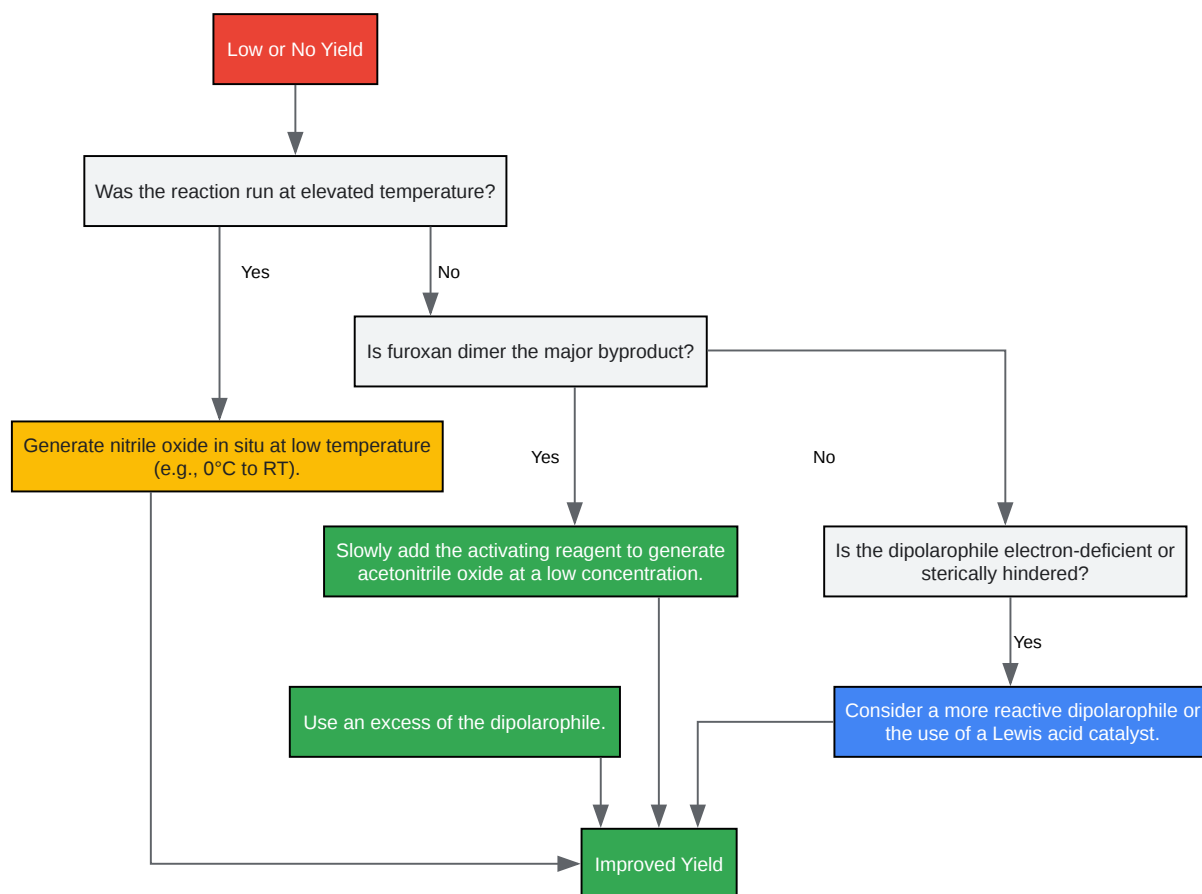 Low or No Yield
Was the reaction run at elevated temperature?
Yes
No
Is furoxan dimer the major byproduct?
Generate nitrile oxide in situ at low temperature
(e.g., 0°C to RT).
Yes
No
Slowly add the activating reagent to generate
acetonitrile oxide at a low concentration.
Is the dipolarophile electron-deficient or
sterically hindered?
Yes
Use an excess of the dipolarophile.
Consider a more reactive dipolarophile or
the use of a Lewis acid catalyst.
Improved Yield